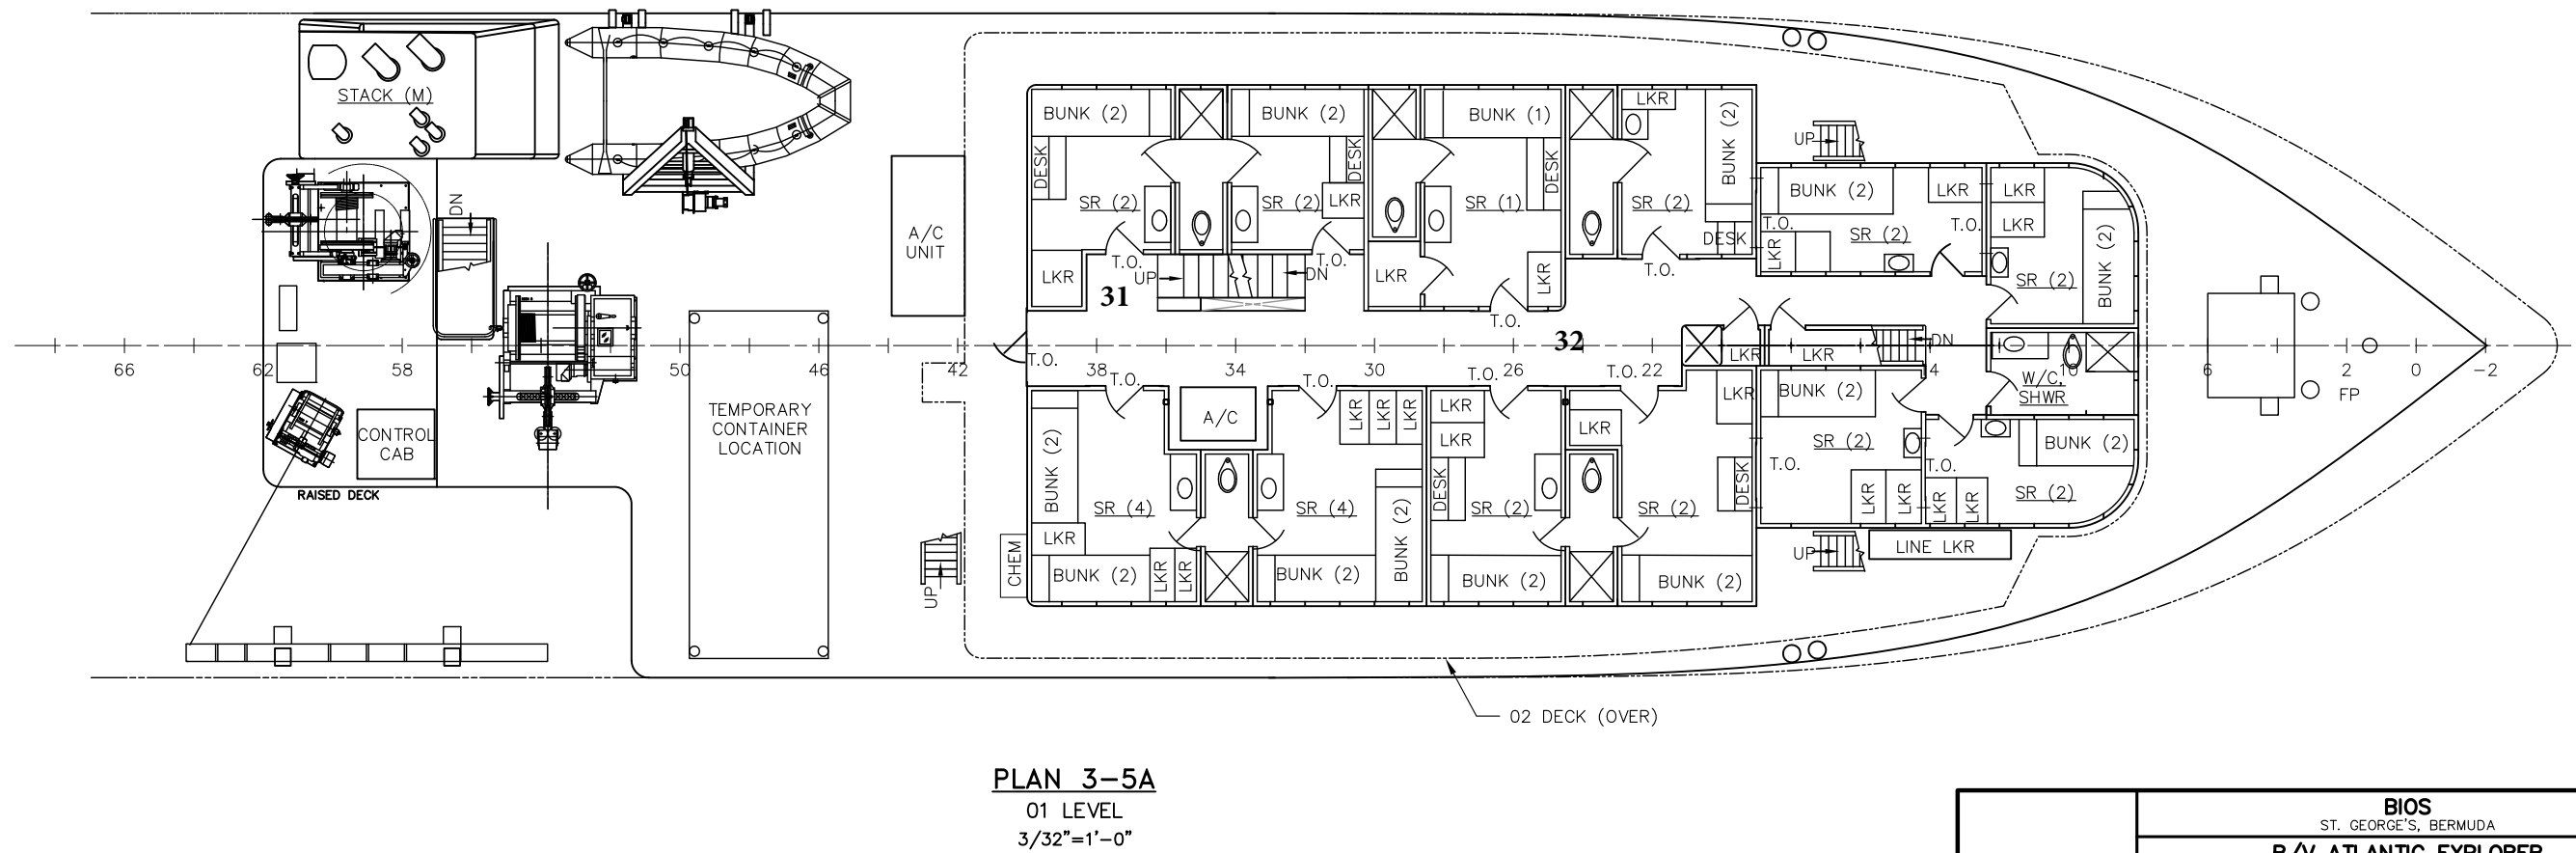 STACK (M)
DN
A/C
UNIT
BUNK (2)
DESK
SR (2)
LKR
T.O.
31
UP
BUNK (2)
DESK
SR (2)
LKR
T.O.
DN
BUNK (1)
DESK
SR (1)
LKR
LKR
T.O.
LKR
BUNK (2)
SR (2)
DESK
T.O.
UP
BUNK (2)
LKR
T.O.
LKR
SR (2)
T.O.
LKR
LKR
SR (2)
BUNK (2)
32
LKR
LKR
DN
T.O.
66
62
58
50
46
42
38
34
30
26
22
4
10
6
2
0
-2
FP
W/C,
SHWR
CONTROL
CAB
RAISED DECK
TEMPORARY
CONTAINER
LOCATION
UP
CHEM
T.O.
BUNK (2)
SR (4)
LKR
BUNK (2)
LKR
LKR
A/C
T.O.
LKR
LKR
LKR
SR (4)
BUNK (2)
BUNK (2)
T.O.
LKR
LKR
DESK
SR (2)
BUNK (2)
T.O.
LKR
LKR
SR (2)
DESK
BUNK (2)
BUNK (2)
SR (2)
T.O.
LKR
LKR
T.O.
BUNK (2)
SR (2)
LKR
LKR
UP
LINE LKR
02 DECK (OVER)
PLAN 3-5A
01 LEVEL
3/32"=1'-0"
BIOS
ST. GEORGE'S, BERMUDA
R/V ATLANTIC EXPLORER